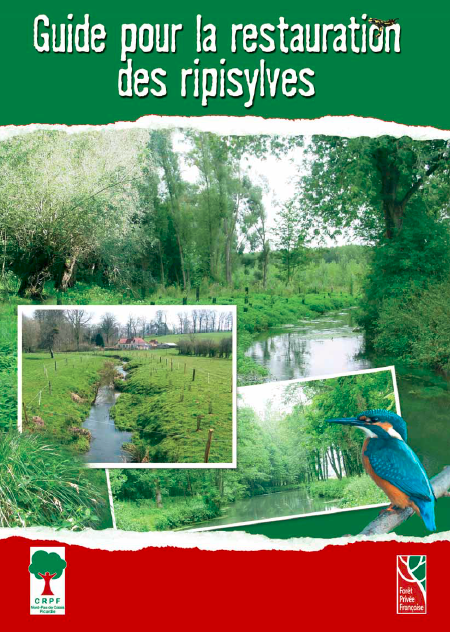 Guide pour la restauration
des ripisylves
CRPF
Nord-Pas de Calais
Picardie
Forêt
Privée
Française